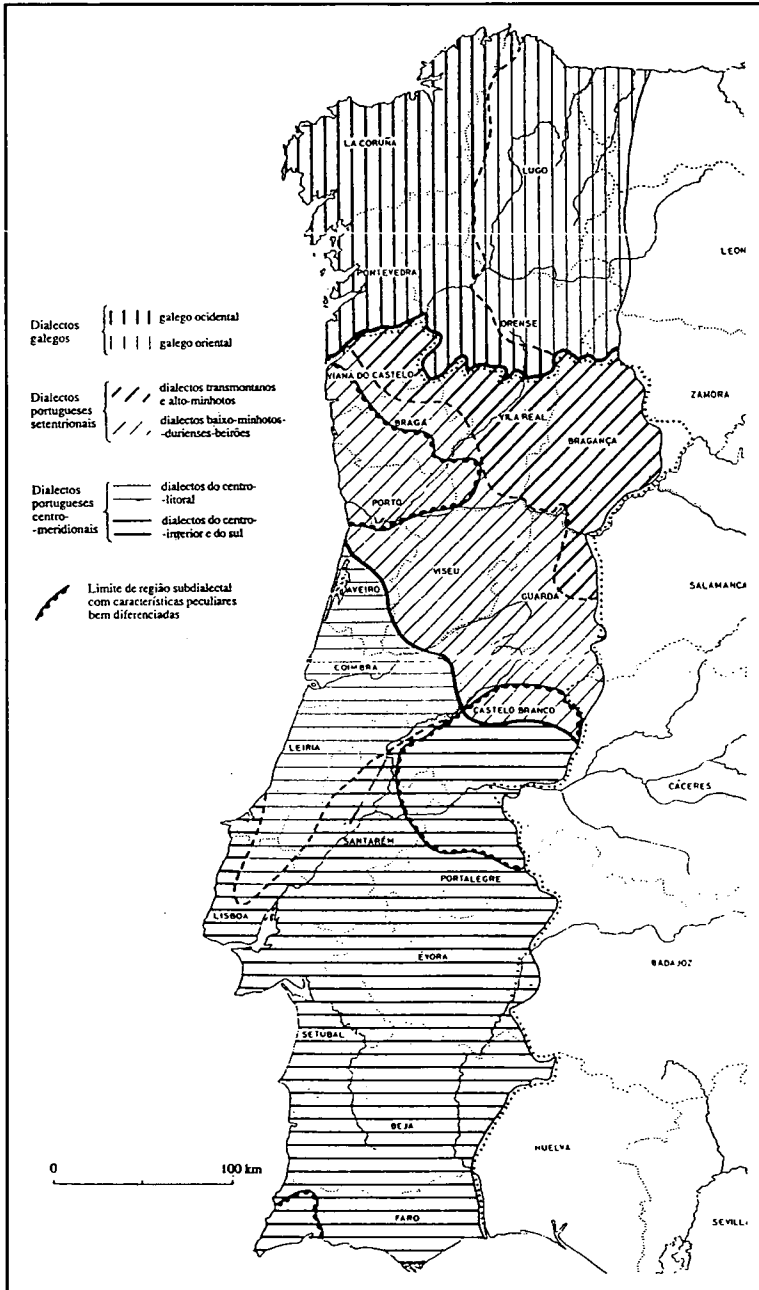 LA CORUÑA
LUGO
LEON
PONTEVEDRA
ORENSE
Dialectos
galegos
galego ocidental
galego oriental
VIANA DO CASTELO
ZAMORA
Dialectos
portugueses
setentrionais
dialectos transmontanos
e alto-minhotos
dialectos baixo-minhotos-
-durienses-beirões
BRAGA
VILA REAL
BRAGANÇA
PORTO
Dialectos
portugueses
centro-
-meridionais
dialectos do centro-
-litoral
dialectos do centro-
-interior e do sul
VISEU
AVEIRO
GUARDA
SALAMANCA
Limite de região subdialectal
com características peculiares
bem diferenciadas
COIMBRA
CASTELO BRANCO
LEIRIA
CACERES
SANTARÉM
PORTALEGRE
LISBOA
ÉVORA
BADAJOZ
SETUBAL
BEJA
HUELVA
0
100 km
FARO
SEVILL